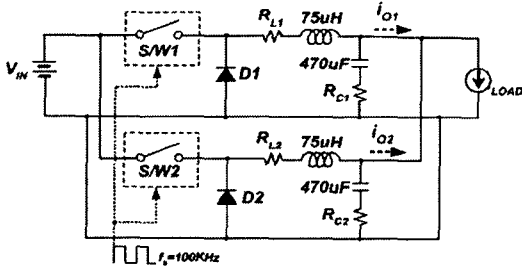 R_L1 75uH i_O1
S/W1
V_IN
D1
470uF
R_C1
LOAD
R_L2 75uH i_O2
S/W2
D2
470uF
R_C2
f_s=100KHz